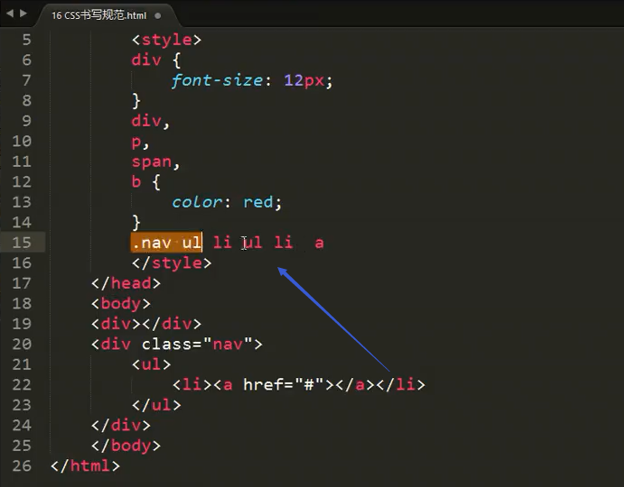 16 CSS书写规范.html
5 <style>
6 div {
7 font-size: 12px;
8 }
9 div,
10 p,
11 span,
12 b {
13 color: red;
14 }
15 .nav ul li ul li  a
16 </style>
17 </head>
18 <body>
19 <div></div>
20 <div class="nav">
21 <ul>
22 <li><a href="#"></a></li>
23 </ul>
24 </div>
25 </body>
26 </html>